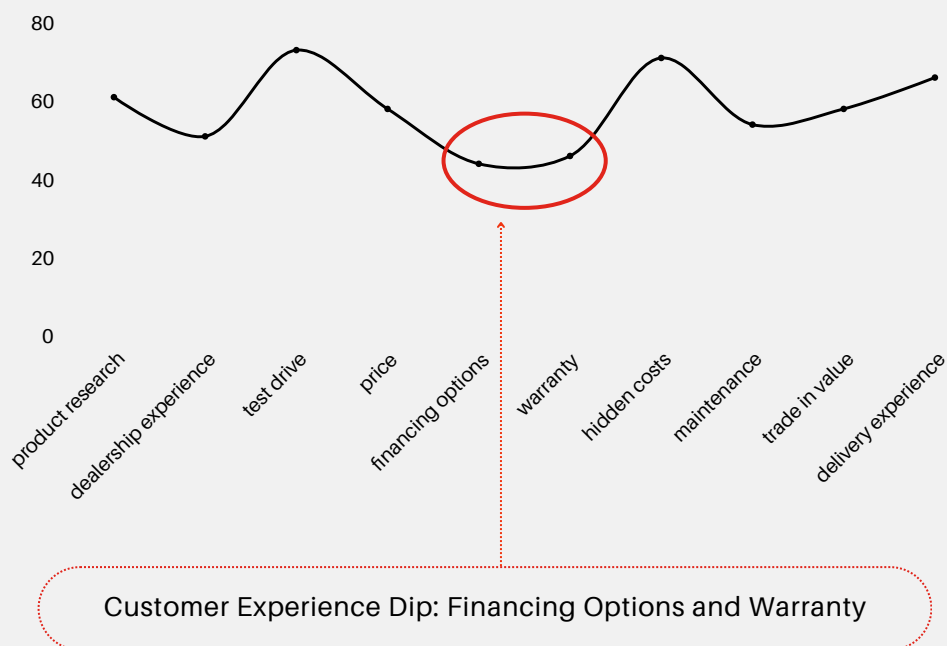 80
60
40
20
0
product research
dealership experience
test drive
price
financing options
warranty
hidden costs
maintenance
trade in value
delivery experience
Customer Experience Dip: Financing Options and Warranty